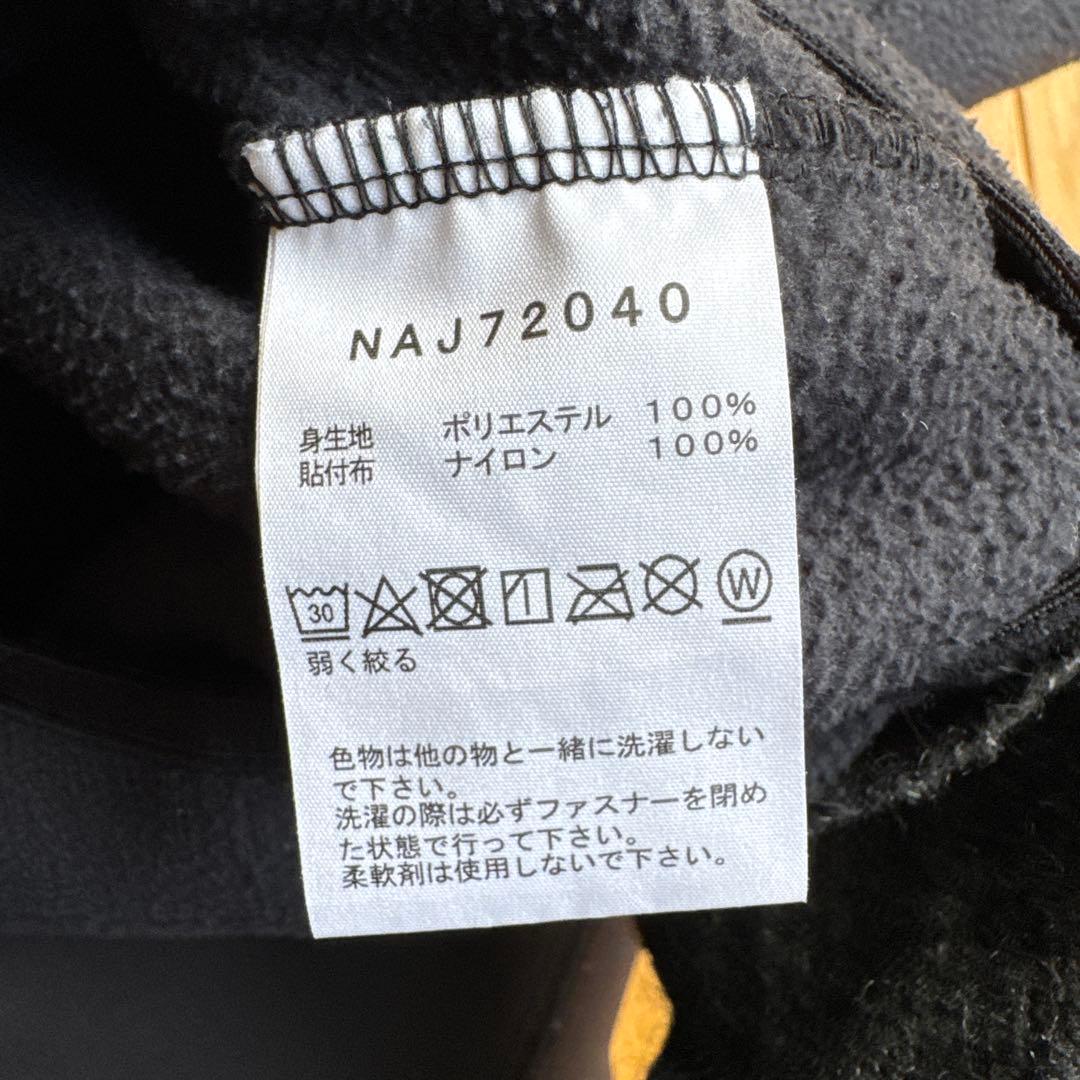 NAJ72040
身生地 ポリエステル 100%
貼付布 ナイロン 100%
30
W
弱く絞る
色物は他の物と一緒に洗濯しない
で下さい。
洗濯の際は必ずファスナーを閉め
た状態で行って下さい。
柔軟剤は使用しないで下さい。